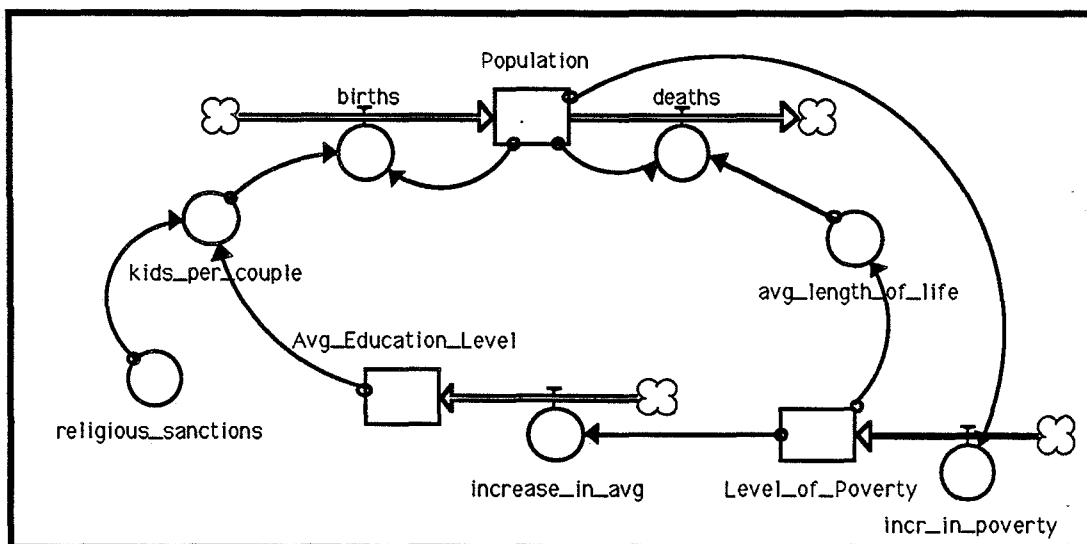 Population
births
deaths
kids_per_couple
avg_length_of_life
Avg_Education_Level
religious_sanctions
increase_in_avg
Level_of_Poverty
incr_in_poverty